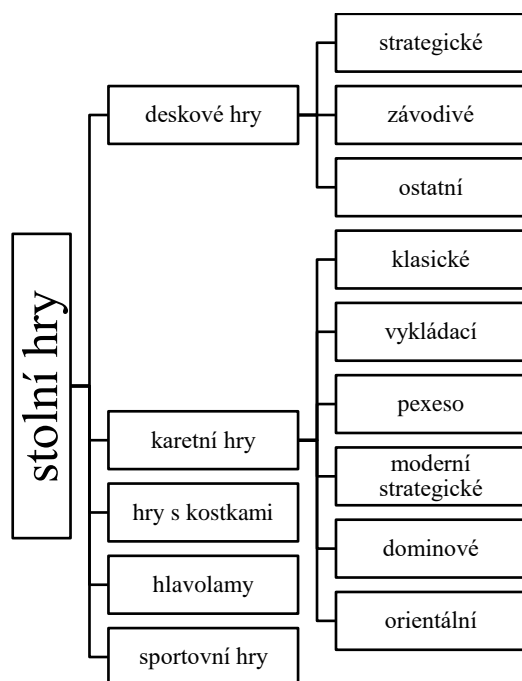 stolní hry
deskové hry
strategické
závodivé
ostatní
karetní hry
klasické
vykládací
pexeso
moderní
strategické
dominové
orientální
hry s kostkami
hlavolamy
sportovní hry